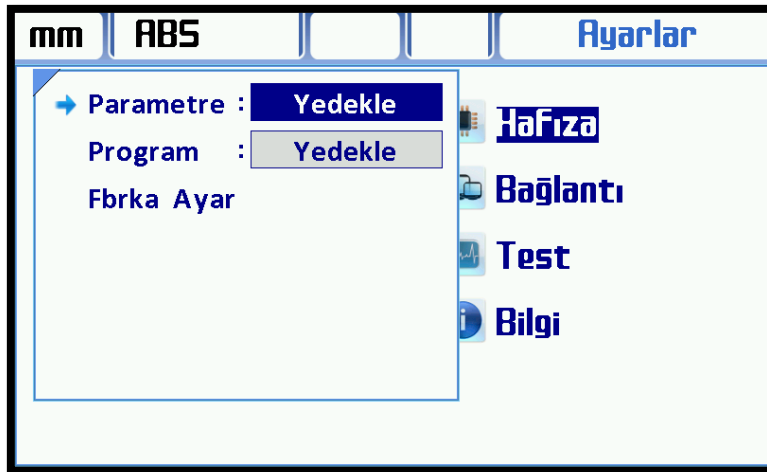 mm ABS Ayarlar
Parametre : Yedekle
Program : Yedekle
Fbrka Ayar
Hafıza
Bağlantı
Test
Bilgi